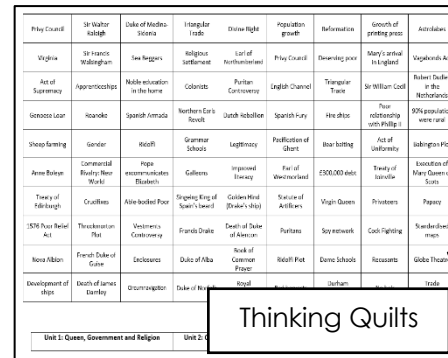 Privy Council Sir Walter Raleigh Duke of Medina-Sidonia Triangular Trade Divine Right Population growth Reformation Growth of printing press Astrolabes
Virginia Sir Francis Walsingham Sea Beggars Religious Settlement Earl of Northumberland Privy Council Deserving poor Mary's arrival in England Vagabonds Ac
Act of Supremacy Apprenticeships Noble education in the home Colonists Puritan Controversy English Channel Triangular Trade Sir William Cecil Robert Dudle in the Netherlands
Genoese Loan Roanoke Spanish Armada Northern Earls Revolt Dutch Rebellion Spanish Fury Fire ships Poor relationship with Phillip II 90% populatio were rural
Sheep farming Gender Ridolfi Grammar Schools Legitimacy Pacification of Ghent Bear baiting Act of Uniformity Babington Plo
Anne Boleyn Commercial Rivalry: New World Pope excommunicates Elizabeth Galleons Improved literacy Earl of Westmorland £300,000 debt Treaty of Joinville Execution of Mary Queen o Scots
Treaty of Edinburgh Crucifixes Able-bodied Poor Singeing King of Spain's beard Golden Hind (Drake's ship) Statute of Artificers Virgin Queen Privateers Papacy
1576 Poor Relief Act Throckmorton Plot Vestments Controversy Francis Drake Death of Duke of Alencon Puritans Spy network Cock Fighting Standardised maps
Nova Albion French Duke of Guise Enclosures Duke of Alba Book of Common Prayer Ridolfi Plot Dame Schools Recusants Globe Theatr
Development of ships Death of James Darnley Circumnavigation Duke of Royal Durham Trade
Thinking Quilts
Unit 1: Queen, Government and Religion Unit 2: